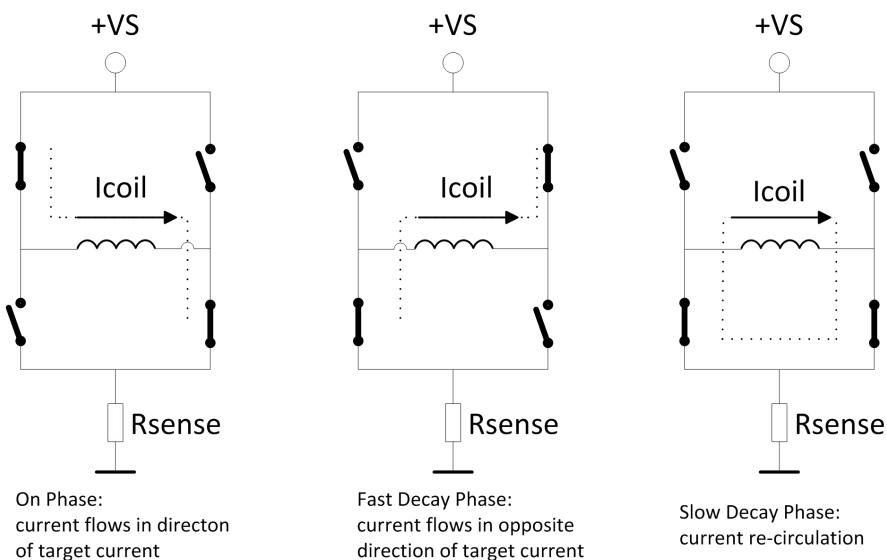 +VS
+VS
+VS
Icoil
Icoil
Icoil
Rsense
Rsense
Rsense
On Phase:
current flows in directon
of target current
Fast Decay Phase:
current flows in opposite
direction of target current
Slow Decay Phase:
current re-circulation